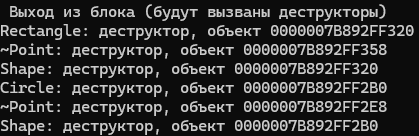 Выход из блока (будут вызваны деструкторы)
Rectangle: деструктор, объект 0000007B892FF320
~Point: деструктор, объект 0000007B892FF358
Shape: деструктор, объект 0000007B892FF320
Circle: деструктор, объект 0000007B892FF2B0
~Point: деструктор, объект 0000007B892FF2E8
Shape: деструктор, объект 0000007B892FF2B0